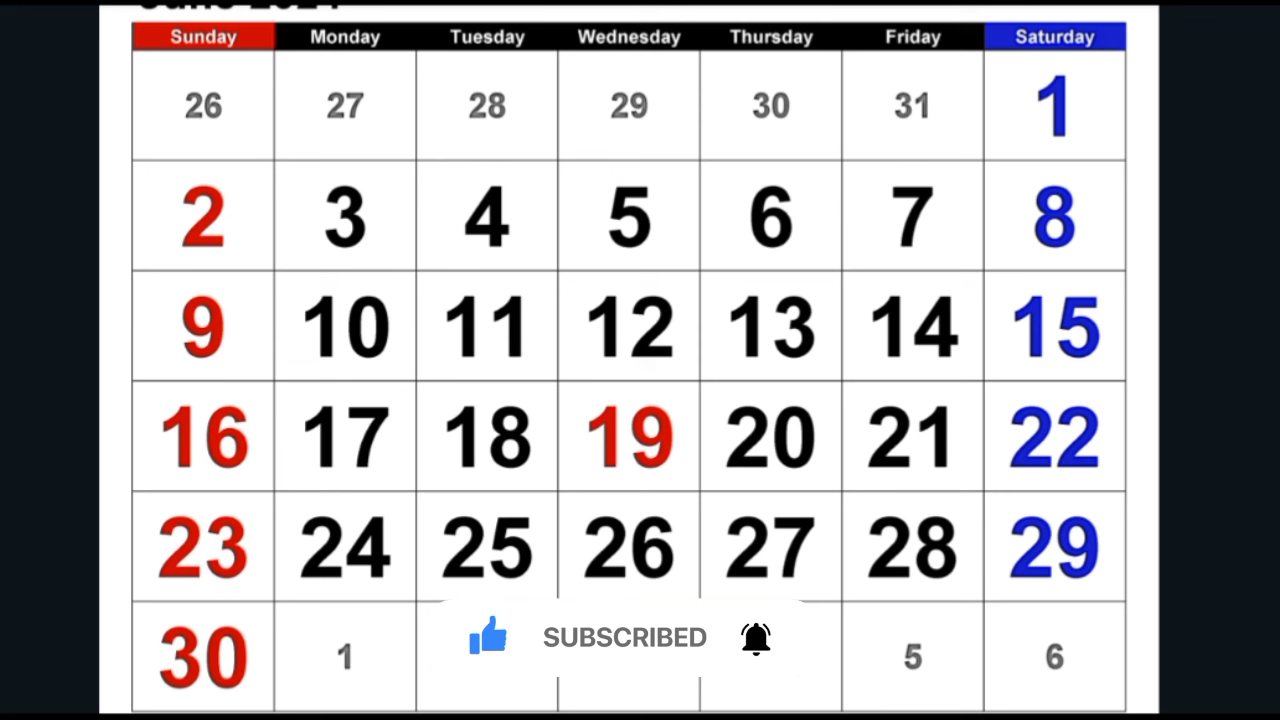 Sunday Monday Tuesday Wednesday Thursday Friday Saturday
26 27 28 29 30 31 1
2 3 4 5 6 7 8
9 10 11 12 13 14 15
16 17 18 19 20 21 22
23 24 25 26 27 28 29
30 1 5 6
SUBSCRIBED